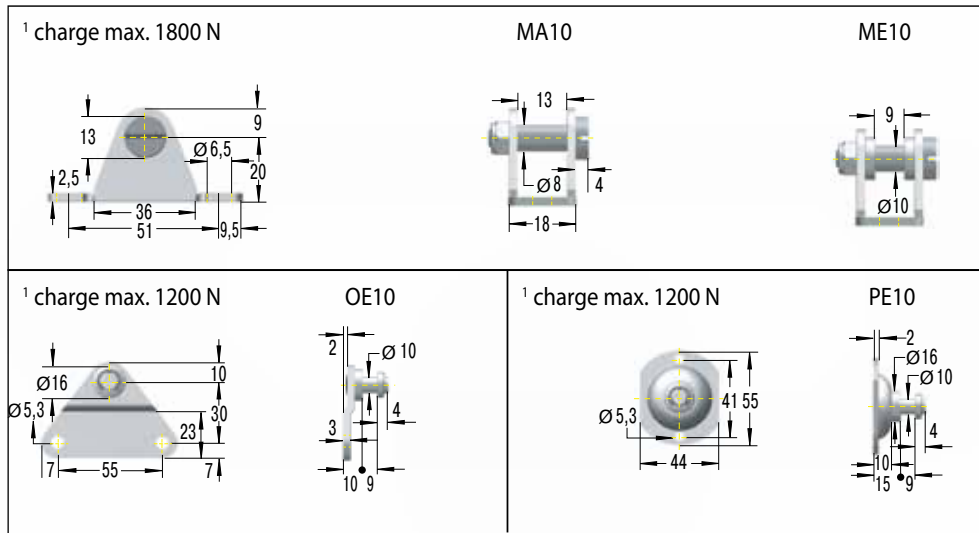 1 charge max. 1800 N
MA10
ME10
13
9
Ø 6,5
20
2,5
36
51
9,5
13
Ø8
4
18
9
Ø10
1 charge max. 1200 N
OE10
Ø16
10
Ø 5,3
30
23
7
55
7
2
Ø 10
4
3
10
9
1 charge max. 1200 N
PE10
Ø 5,3
41
55
44
2
Ø16
Ø 10
4
10
15
9